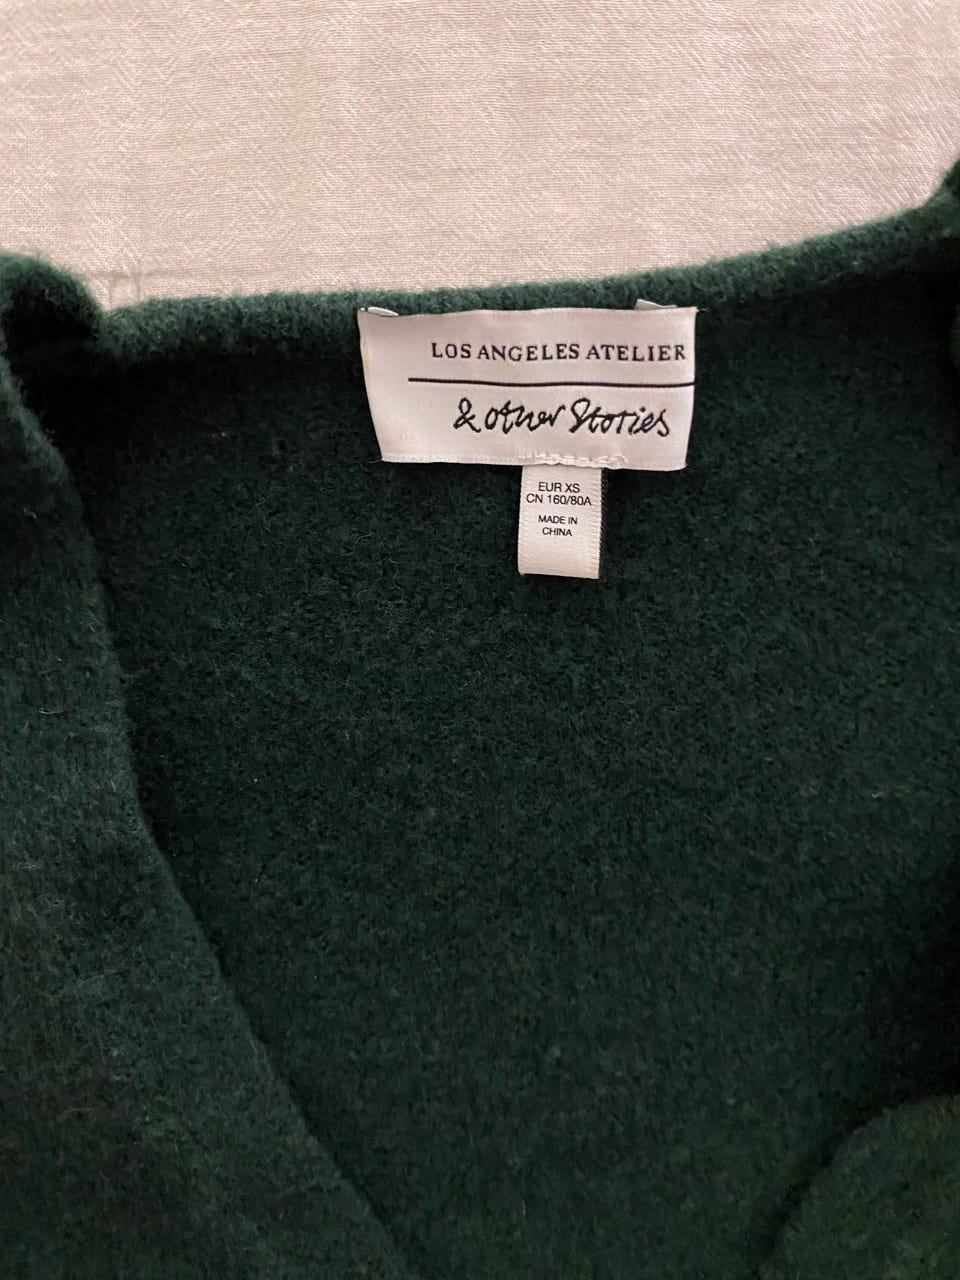 LOS ANGELES ATELIER
& other Stories
EUR XS
CN 160/80A
MADE IN
CHINA